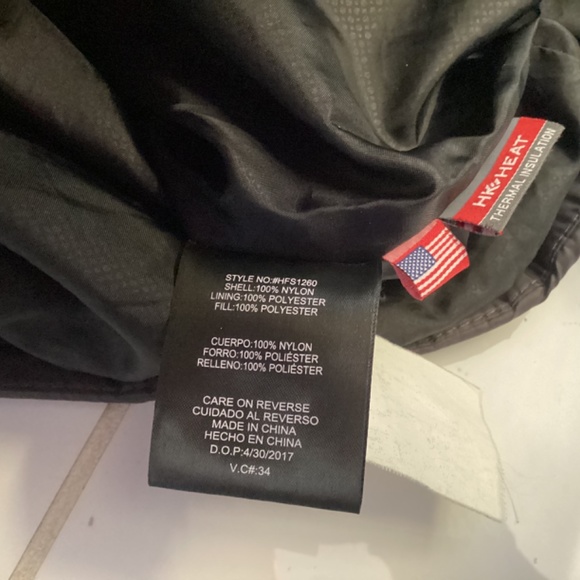 HK HEAT
THERMAL INSULATION
STYLE NO:#HFS1260
SHELL:100% NYLON
LINING:100% POLYESTER
FILL:100% POLYESTER
CUERPO:100% NYLON
FORRO:100% POLIÉSTER
RELLENO:100% POLIÉSTER
CARE ON REVERSE
CUIDADO AL REVERSO
MADE IN CHINA
HECHO EN CHINA
D.O.P:4/30/2017
V.C#:34